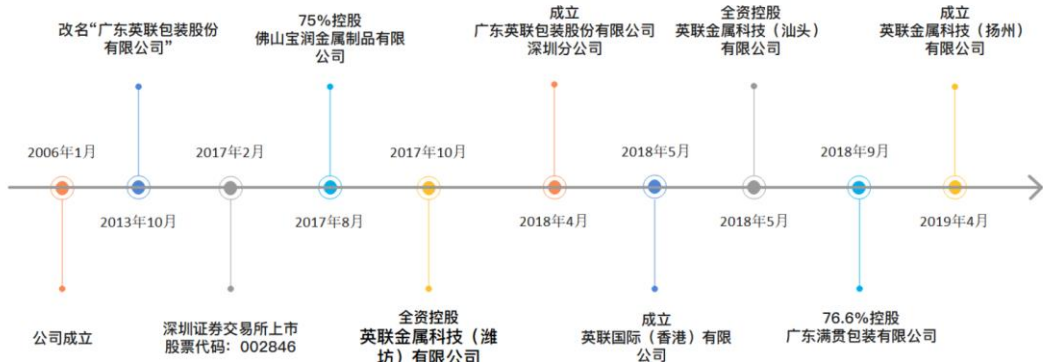 改名“广东英联包装股份
有限公司”
75%控股
佛山宝润金属制品有限
公司
成立
广东英联包装股份有限公司
深圳分公司
全资控股
英联金属科技（汕头）
有限公司
成立
英联金属科技（扬州）
有限公司
2006年1月
2017年2月
2017年10月
2018年5月
2018年9月
2013年10月
2017年8月
2018年4月
2018年5月
2019年4月
公司成立
深圳证券交易所上市
股票代码：002846
全资控股
英联金属科技（潍
坊）有限公司
成立
英联国际（香港）有限
公司
76.6%控股
广东满贯包装有限公司